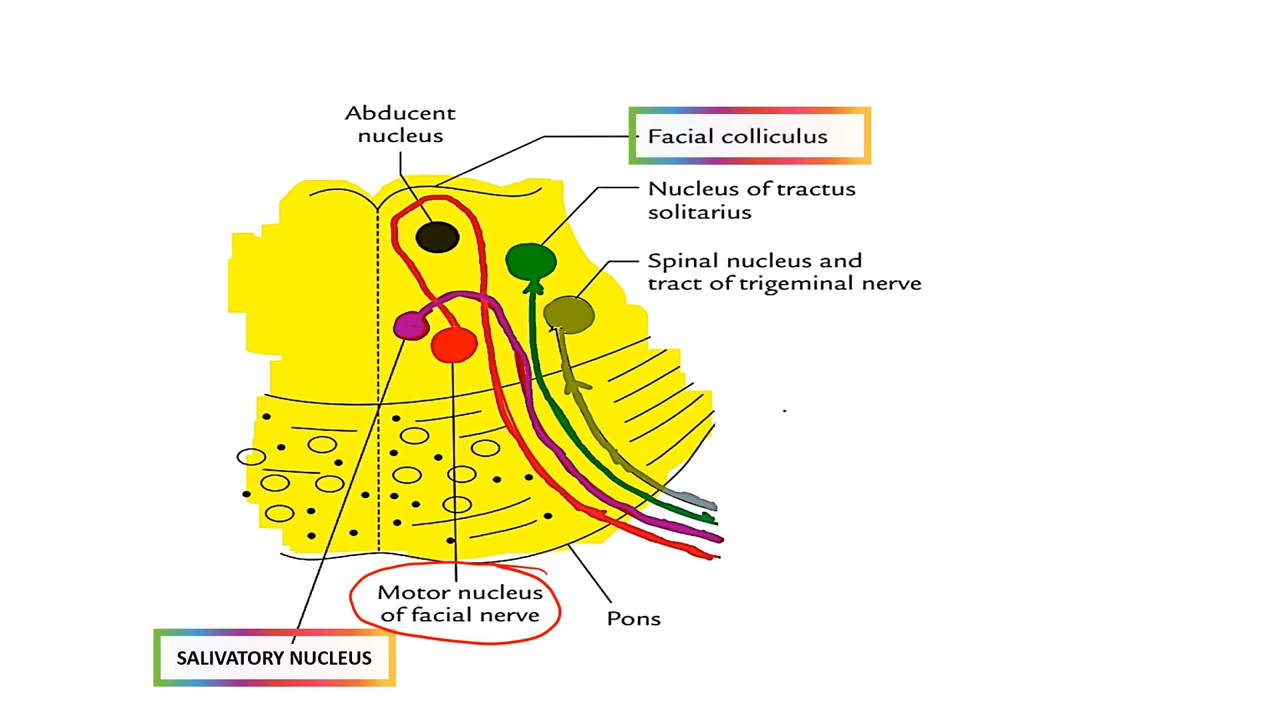 Abducent
nucleus
Facial colliculus
Nucleus of tractus
solitarius
Spinal nucleus and
tract of trigeminal nerve
Motor nucleus
of facial nerve
Pons
SALIVATORY NUCLEUS